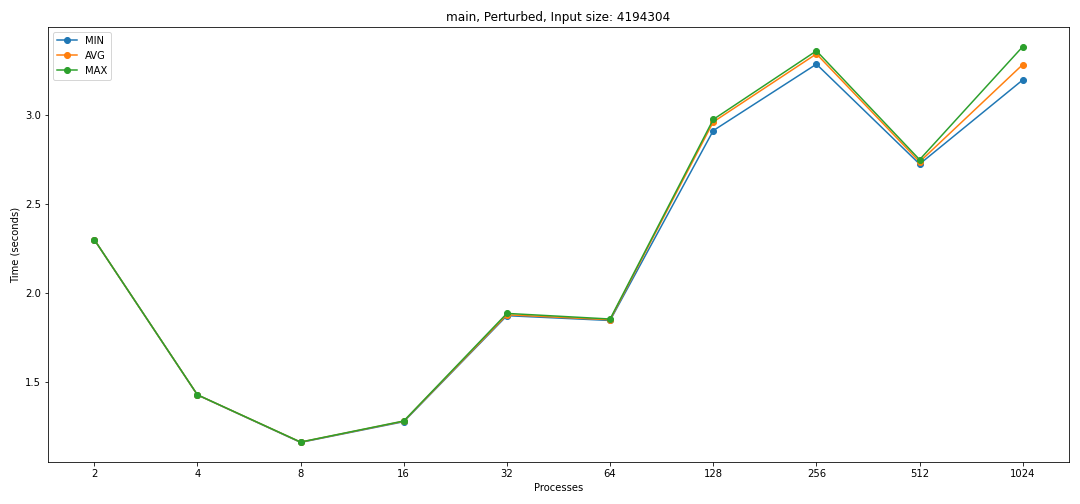 main, Perturbed, Input size: 4194304
MIN
AVG
MAX
Time (seconds)
3.0
2.5
2.0
1.5
2 4 8 16 32 64 128 256 512 1024
Processes